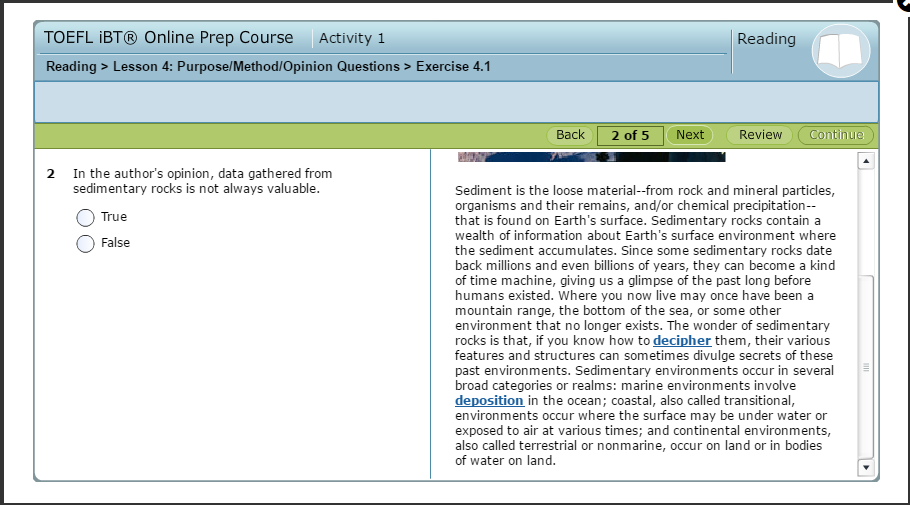 TOEFL iBT® Online Prep Course Activity 1 Reading
Reading > Lesson 4: Purpose/Method/Opinion Questions > Exercise 4.1
Back 2 of 5 Next Review Continue
2 In the author's opinion, data gathered from
sedimentary rocks is not always valuable.
True
False
Sediment is the loose material--from rock and mineral particles,
organisms and their remains, and/or chemical precipitation--
that is found on Earth's surface. Sedimentary rocks contain a
wealth of information about Earth's surface environment where
the sediment accumulates. Since some sedimentary rocks date
back millions and even billions of years, they can become a kind
of time machine, giving us a glimpse of the past long before
humans existed. Where you now live may once have been a
mountain range, the bottom of the sea, or some other
environment that no longer exists. The wonder of sedimentary
rocks is that, if you know how to decipher them, their various
features and structures can sometimes divulge secrets of these
past environments. Sedimentary environments occur in several
broad categories or realms: marine environments involve
deposition in the ocean; coastal, also called transitional,
environments occur where the surface may be under water or
exposed to air at various times; and continental environments,
also called terrestrial or nonmarine, occur on land or in bodies
of water on land.